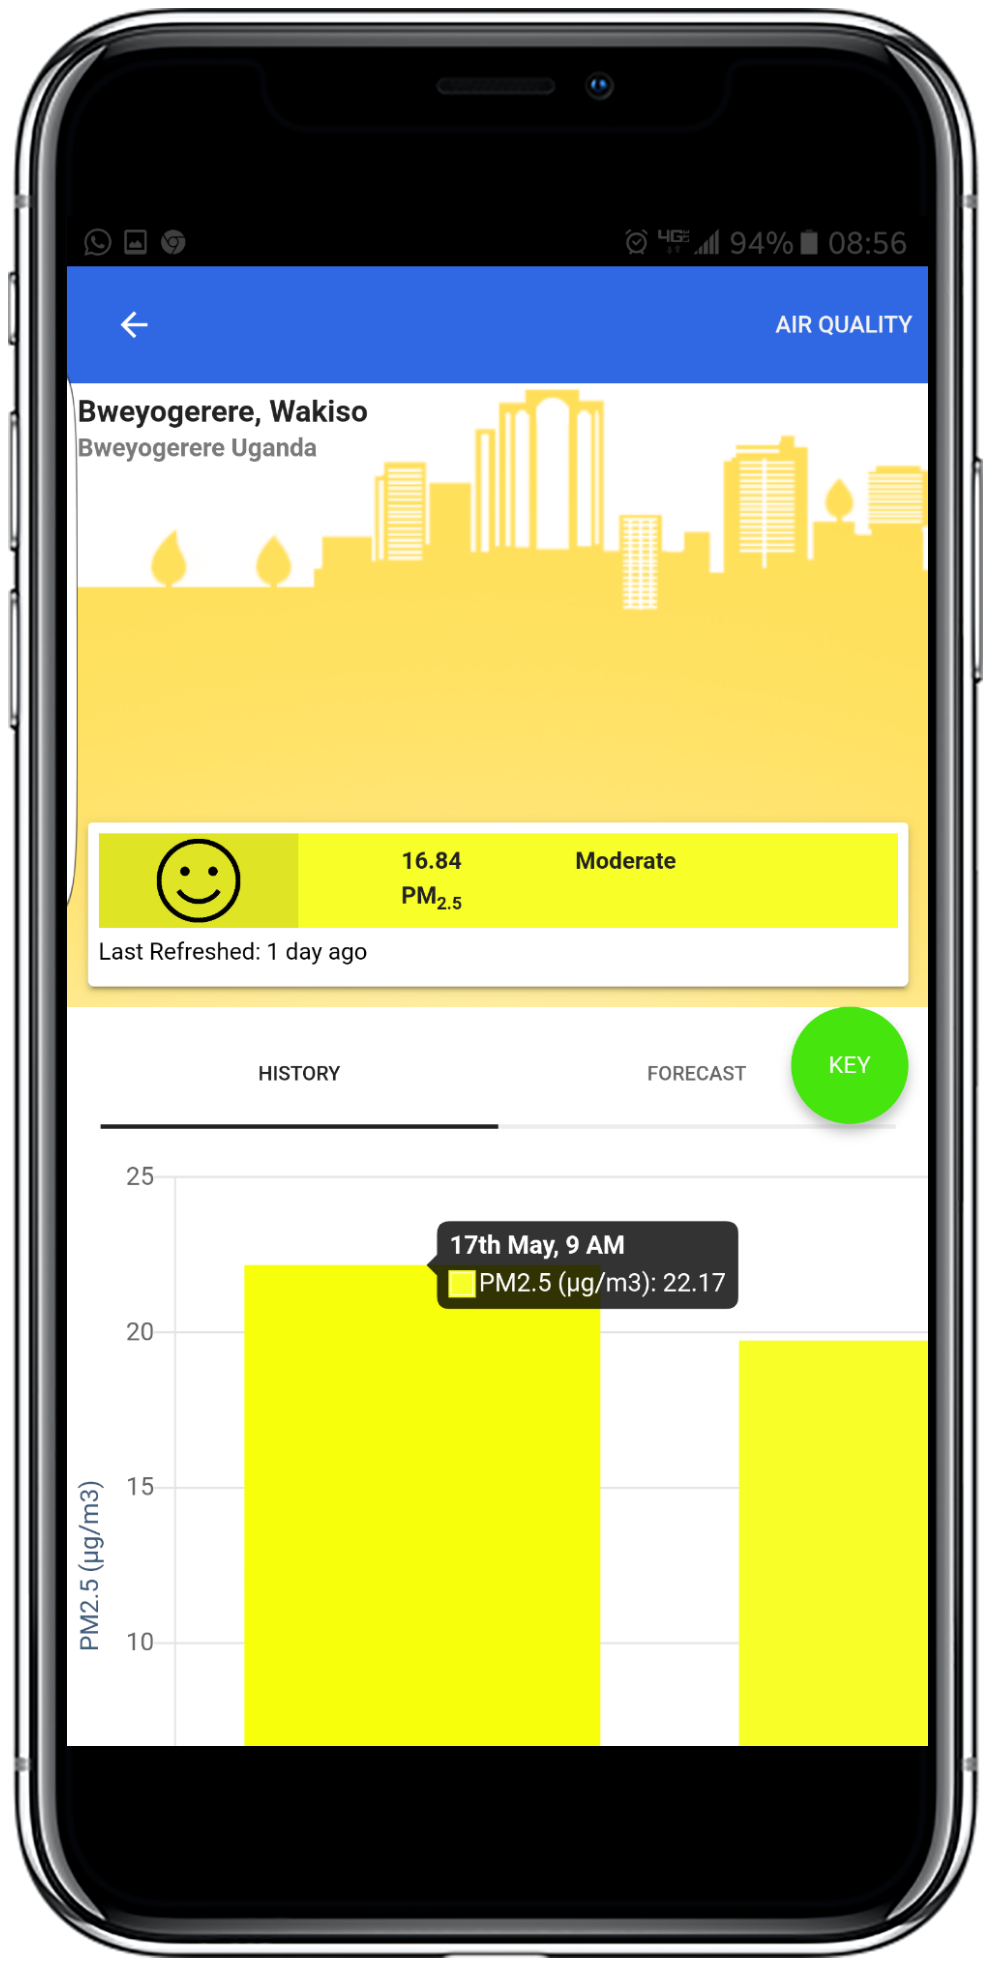 4G 94% 08:56
AIR QUALITY
Bweyogerere, Wakiso
Bweyogerere Uganda
16.84 Moderate
PM2.5
Last Refreshed: 1 day ago
HISTORY FORECAST KEY
25
17th May, 9 AM
PM2.5 (µg/m3): 22.17
20
15
10
PM2.5 (µg/m3)